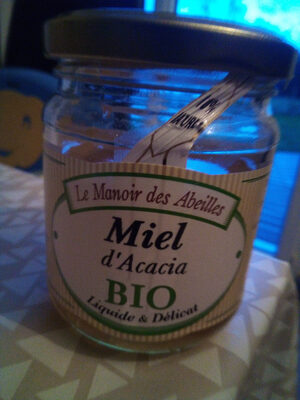 Le Manoir des Abeilles
Miel
d'Acacia
BIO
Liquide & Délicat